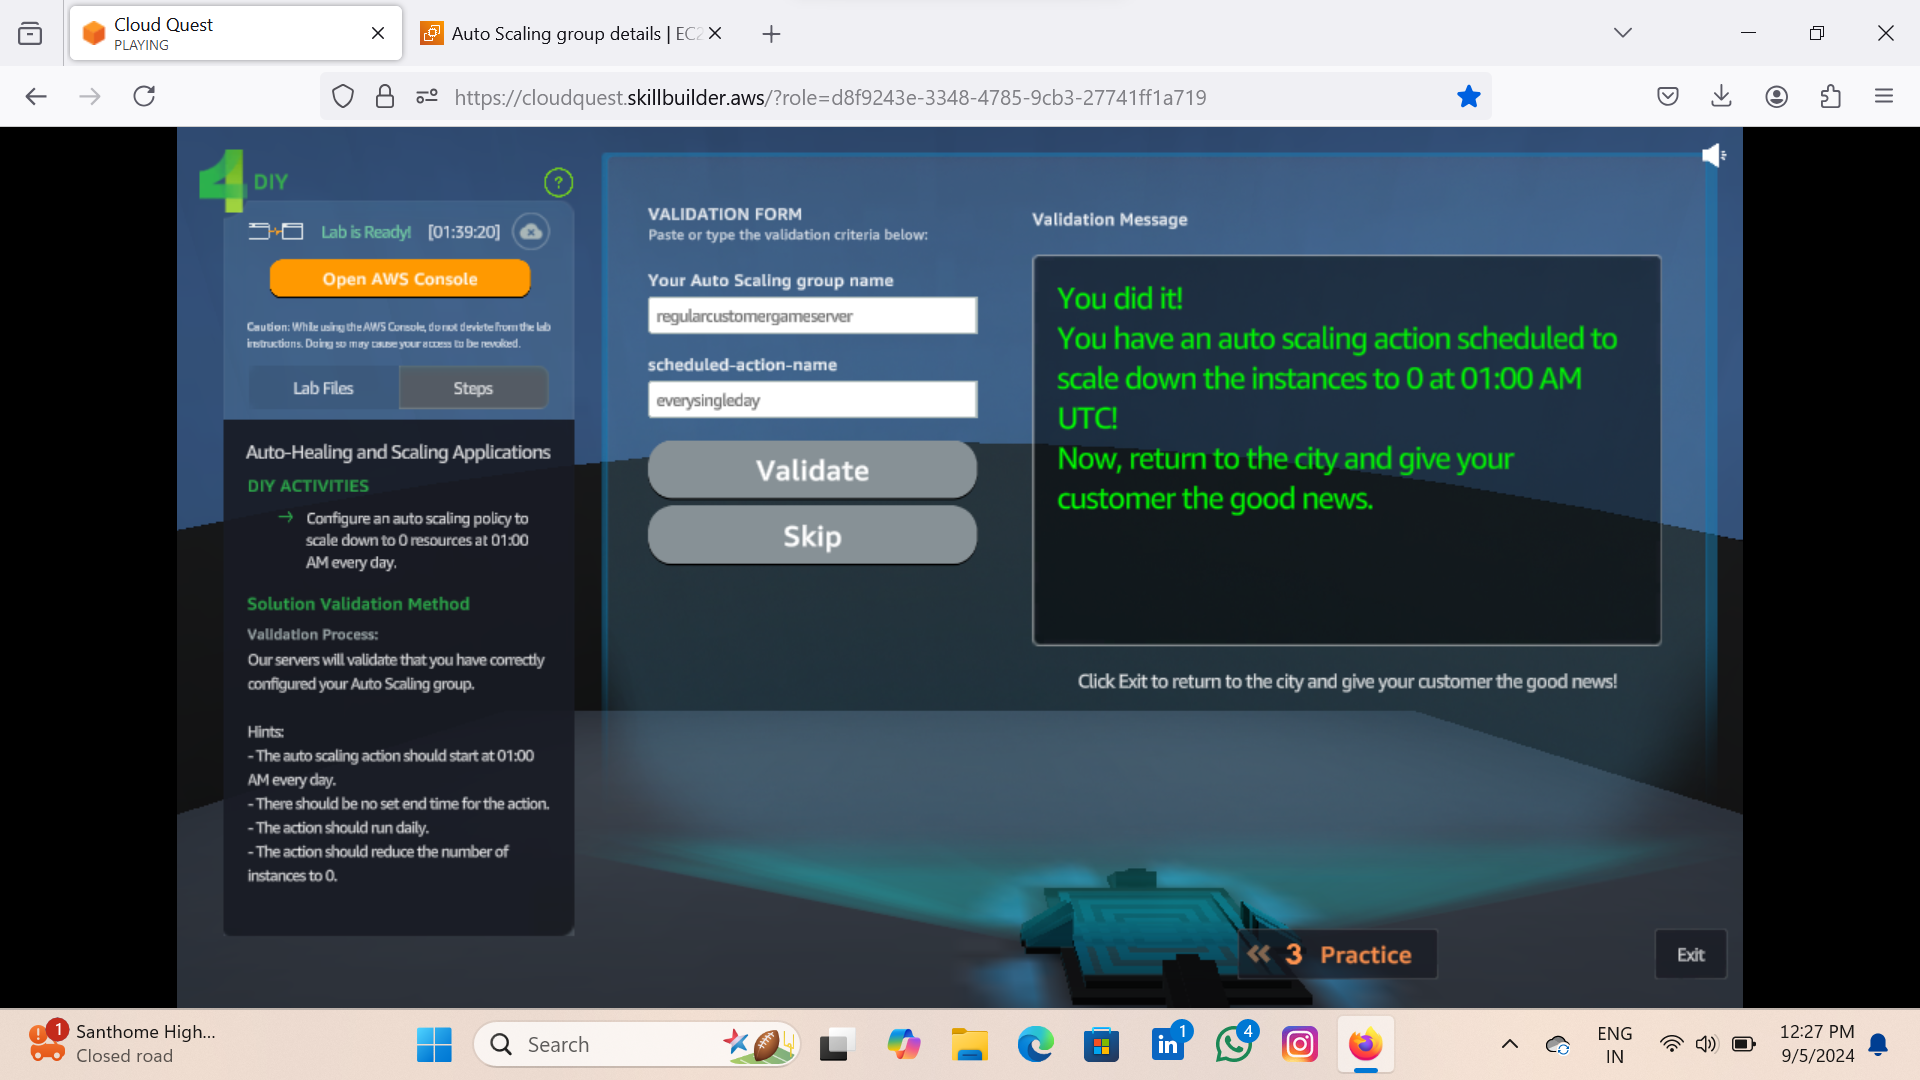 Cloud Quest
PLAYING
Auto Scaling group details | EC2
https://cloudquest.skillbuilder.aws/?role=d8f9243e-3348-4785-9cb3-27741ff1a719
4 DIY
?
Lab is Ready! [01:39:20]
Open AWS Console
Caution: While using the AWS Console, do not deviate from the lab
instructions. Doing so may cause your access to be revoked.
Lab Files
Steps
Auto-Healing and Scaling Applications
DIY ACTIVITIES
→ Configure an auto scaling policy to
scale down to 0 resources at 01:00
AM every day.
Solution Validation Method
Validation Process:
Our servers will validate that you have correctly
configured your Auto Scaling group.
Hints:
- The auto scaling action should start at 01:00
AM every day.
- There should be no set end time for the action.
- The action should run daily.
- The action should reduce the number of
instances to 0.
VALIDATION FORM
Paste or type the validation criteria below:
Your Auto Scaling group name
regularcustomergameserver
scheduled-action-name
everysingleday
Validate
Skip
Validation Message
You did it!
You have an auto scaling action scheduled to
scale down the instances to 0 at 01:00 AM
UTC!
Now, return to the city and give your
customer the good news.
Click Exit to return to the city and give your customer the good news!
3 Practice
Exit
1
Santhome High...
Closed road
Search
1
4
ENG
IN
12:27 PM
9/5/2024